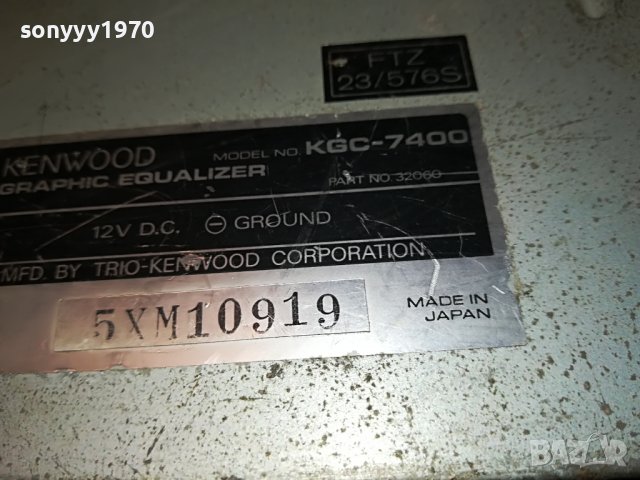 sonyyy1970
FTZ
23/576S
KENWOOD MODEL NO. KGC-7400
GRAPHIC EQUALIZER PART NO. 32060
12V D.C. ⊖ GROUND
MFD. BY TRIO-KENWOOD CORPORATION
5XM10919
MADE IN
JAPAN
BAZAR